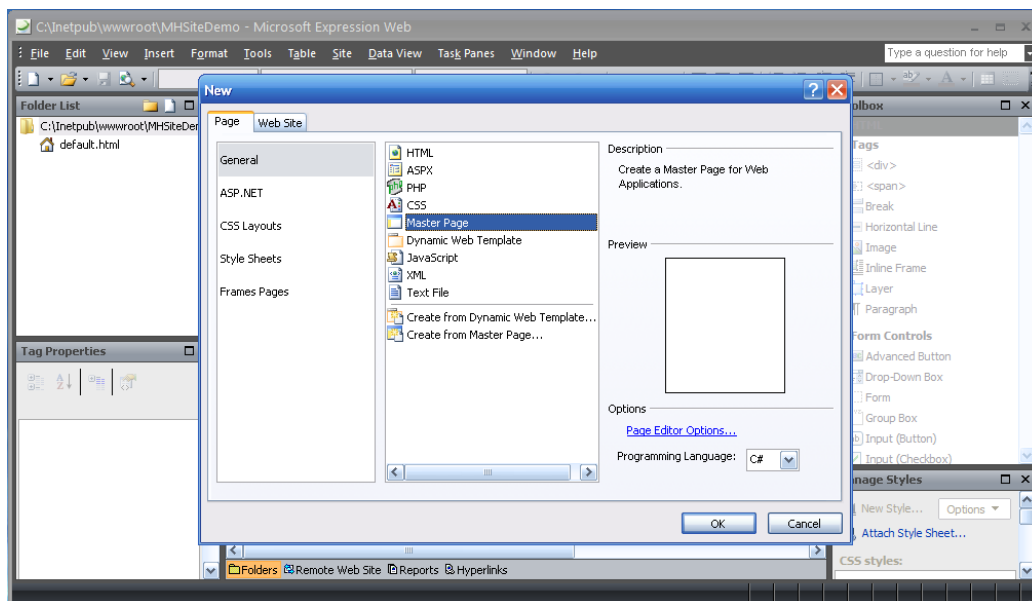 C:\Inetpub\wwwroot\MHSiteDemo - Microsoft Expression Web
File Edit View Insert Format Tools Table Site Data View Task Panes Window Help
Type a question for help
Folder List
C:\Inetpub\wwwroot\MHSiteDer
default.html
Tag Properties
New
Page Web Site
General
ASP.NET
CSS Layouts
Style Sheets
Frames Pages
HTML
ASPX
PHP
CSS
Master Page
Dynamic Web Template
JavaScript
XML
Text File
Create from Dynamic Web Template...
Create from Master Page...
Description
Create a Master Page for Web
Applications.
Preview
Options
Page Editor Options...
Programming Language: C#
OK Cancel
olbox
Tags
<div>
<span>
Break
Horizontal Line
Image
Inline Frame
Layer
Paragraph
Form Controls
Advanced Button
Drop-Down Box
Form
Group Box
Input (Button)
Input (Checkbox)
nage Styles
New Style... Options
Attach Style Sheet...
CSS styles:
Folders Remote Web Site Reports Hyperlinks